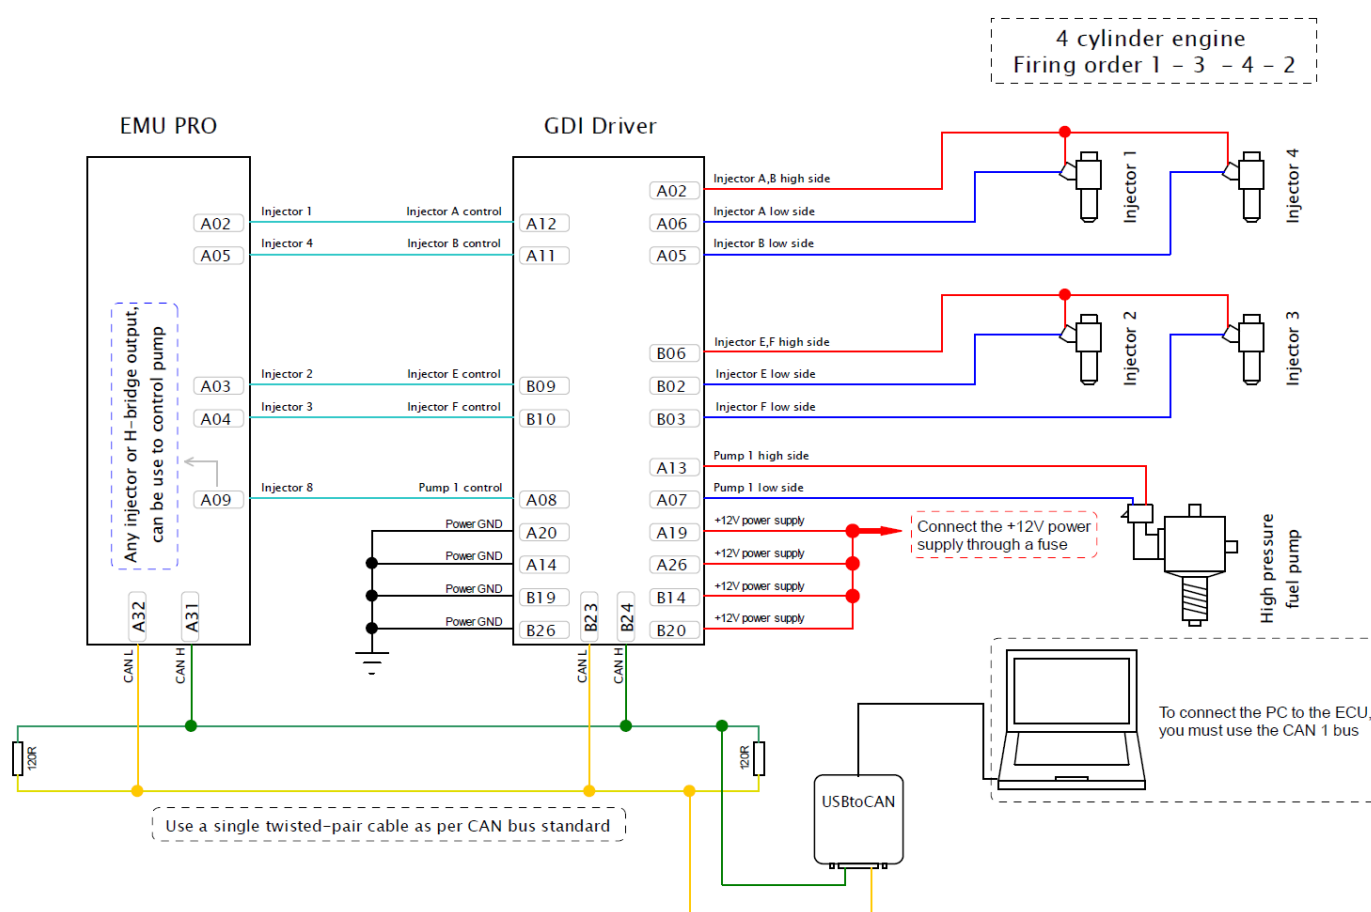 4 cylinder engine
Firing order 1 - 3 - 4 - 2
EMU PRO
GDI Driver
A02
Injector 1
Injector A control
A12
A05
Injector 4
Injector B control
A11
A03
Injector 2
Injector E control
B09
A04
Injector 3
Injector F control
B10
A09
Injector 8
Pump 1 control
A08
Any injector or H-bridge output,
can be use to control pump
Power GND
A20
Power GND
A14
Power GND
B19
Power GND
B26
A32
A31
B23
B24
CAN L
CAN H
CAN L
CAN H
A02
Injector A,B high side
A06
Injector A low side
A05
Injector B low side
Injector 1
Injector 4
B06
Injector E,F high side
B02
Injector E low side
B03
Injector F low side
Injector 2
Injector 3
A13
Pump 1 high side
A07
Pump 1 low side
A19
+12V power supply
A26
+12V power supply
B14
+12V power supply
B20
+12V power supply
Connect the +12V power
supply through a fuse
High pressure
fuel pump
120R
120R
Use a single twisted-pair cable as per CAN bus standard
USBtoCAN
To connect the PC to the ECU,
you must use the CAN 1 bus